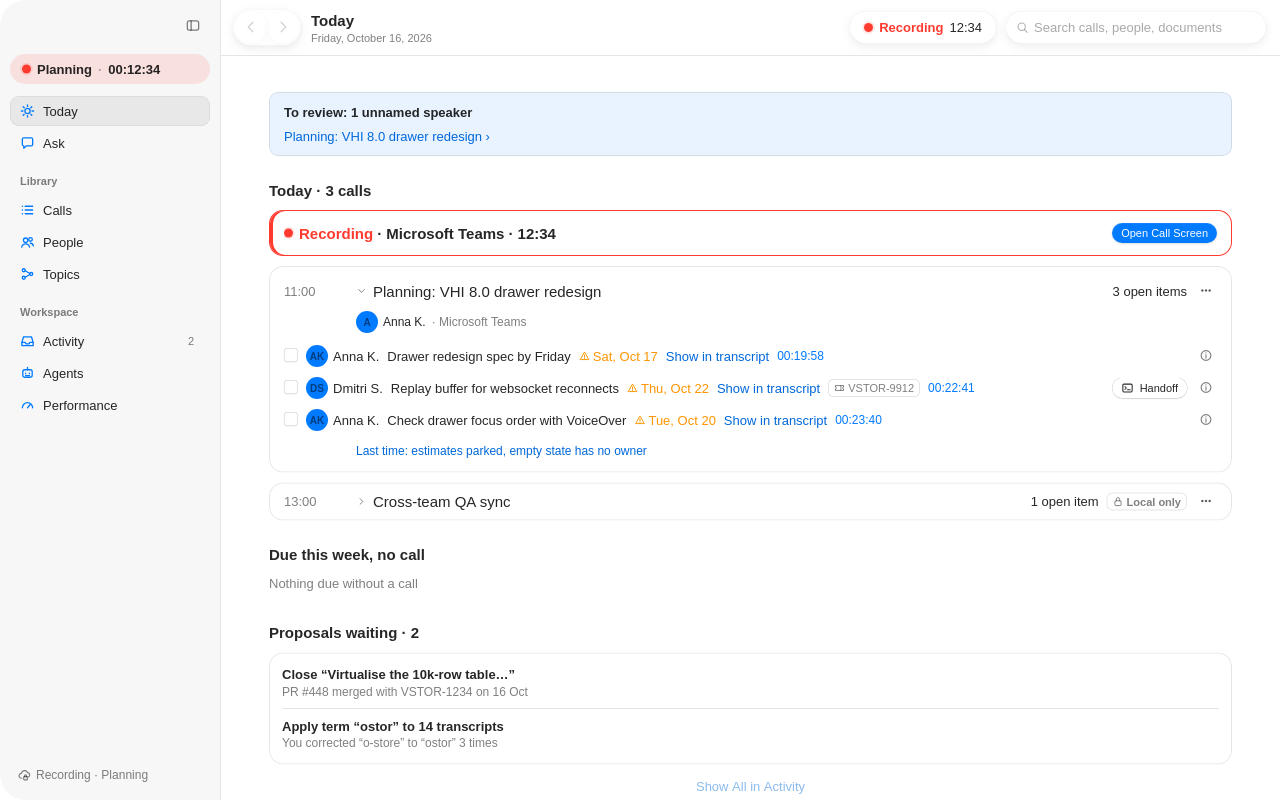 Planning · 00:12:34
Today
Ask
Library
Calls
People
Topics
Workspace
Activity 2
Agents
Performance
Recording · Planning
Today
Friday, October 16, 2026
Recording 12:34
Search calls, people, documents
To review: 1 unnamed speaker
Planning: VHI 8.0 drawer redesign ›
Today · 3 calls
Recording · Microsoft Teams · 12:34
Open Call Screen
11:00 Planning: VHI 8.0 drawer redesign 3 open items
A Anna K. · Microsoft Teams
AK Anna K. Drawer redesign spec by Friday Sat, Oct 17 Show in transcript 00:19:58
DS Dmitri S. Replay buffer for websocket reconnects Thu, Oct 22 Show in transcript VSTOR-9912 00:22:41 Handoff
AK Anna K. Check drawer focus order with VoiceOver Tue, Oct 20 Show in transcript 00:23:40
Last time: estimates parked, empty state has no owner
13:00 Cross-team QA sync 1 open item Local only
Due this week, no call
Nothing due without a call
Proposals waiting · 2
Close “Virtualise the 10k-row table…”
PR #448 merged with VSTOR-1234 on 16 Oct
Apply term “ostor” to 14 transcripts
You corrected “o-store” to “ostor” 3 times
Show All in Activity